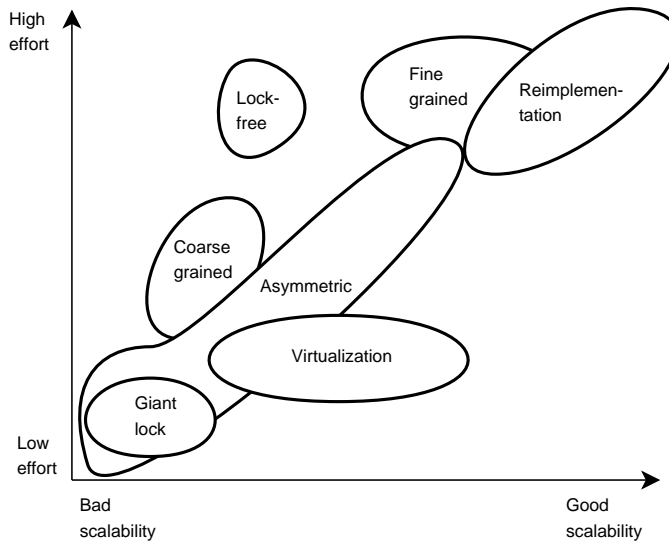 High
effort
Lock-
free
Fine
grained
Reimplemen-
tation
Coarse
grained
Asymmetric
Virtualization
Giant
lock
Low
effort
Bad
scalability
Good
scalability